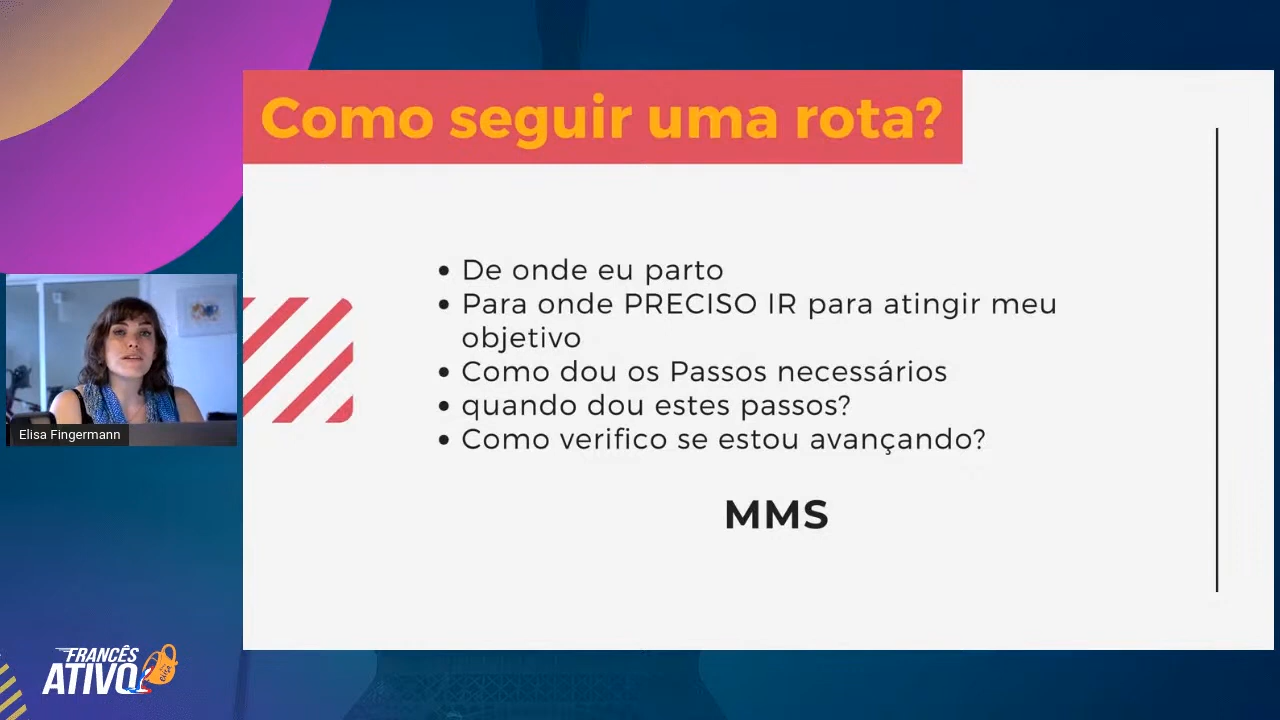 Como seguir uma rota?
• De onde eu parto
• Para onde PRECISO IR para atingir meu
objetivo
• Como dou os Passos necessários
• quando dou estes passos?
• Como verifico se estou avançando?
MMS
Elisa Fingermann
FRANCÊS
ATIVO